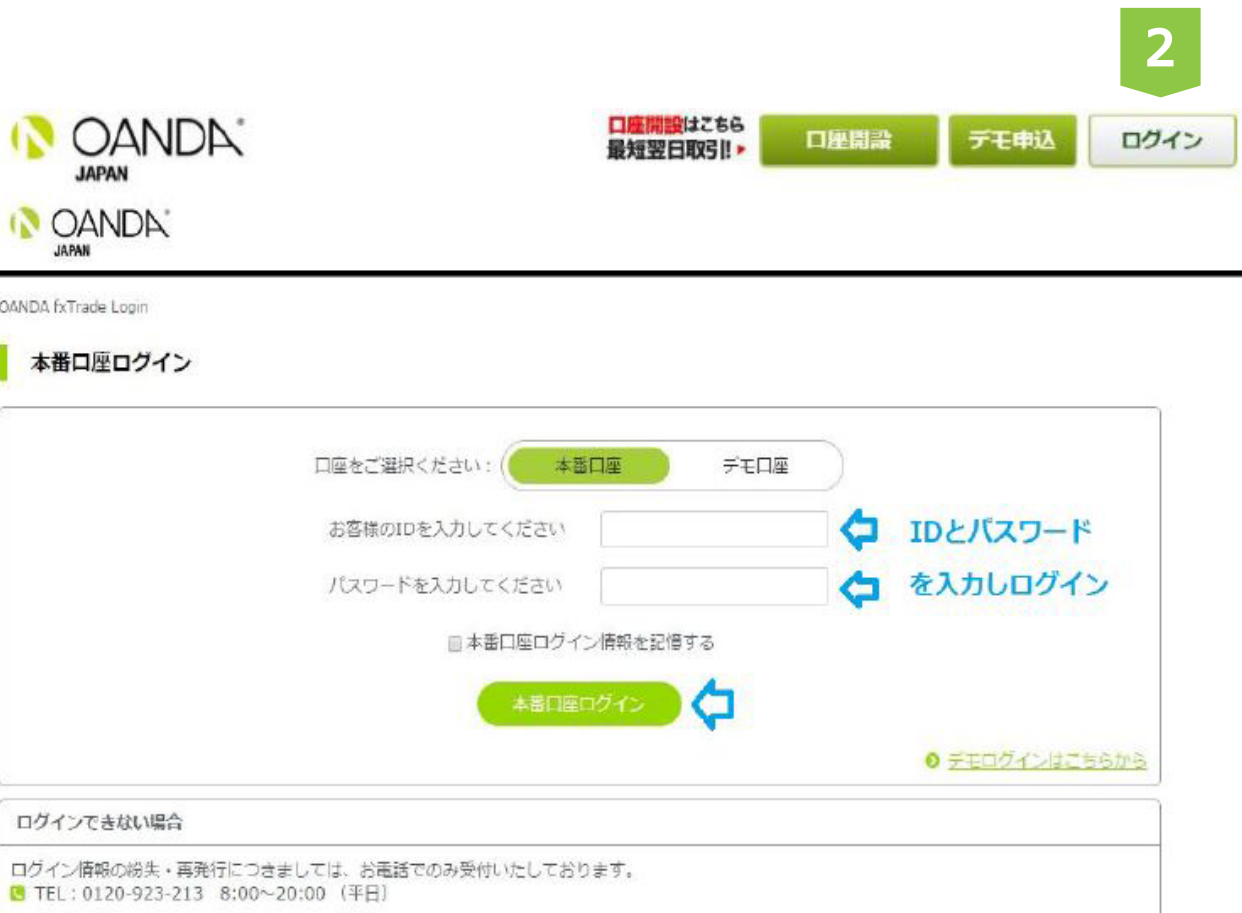 2
OANDA
JAPAN
口座開設はこちら
最短翌日取引!
口座開設
デモ申込
ログイン
OANDA
JAPAN
OANDA fxTrade Login
本番口座ログイン
口座をご選択ください :
本番口座
デモ口座
お客様のIDを入力してください
IDとパスワード
パスワードを入力してください
を入力しログイン
本番口座ログイン情報を記憶する
本番口座ログイン
デモログインはこちらから
ログインできない場合
ログイン情報の紛失・再発行につきましては、お電話でのみ受付いたしております。
TEL : 0120-923-213 8:00~20:00 (平日)